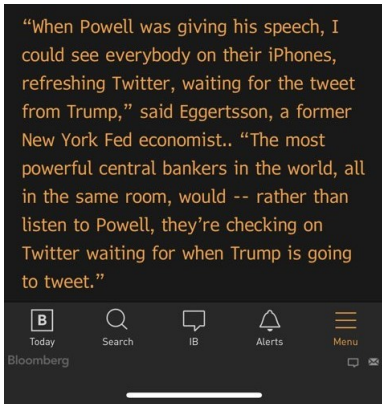 “When Powell was giving his speech, I
could see everybody on their iPhones,
refreshing Twitter, waiting for the tweet
from Trump,” said Eggertsson, a former
New York Fed economist.. “The most
powerful central bankers in the world, all
in the same room, would -- rather than
listen to Powell, they’re checking on
Twitter waiting for when Trump is going
to tweet.”
B
Today Search IB Alerts Menu
Bloomberg